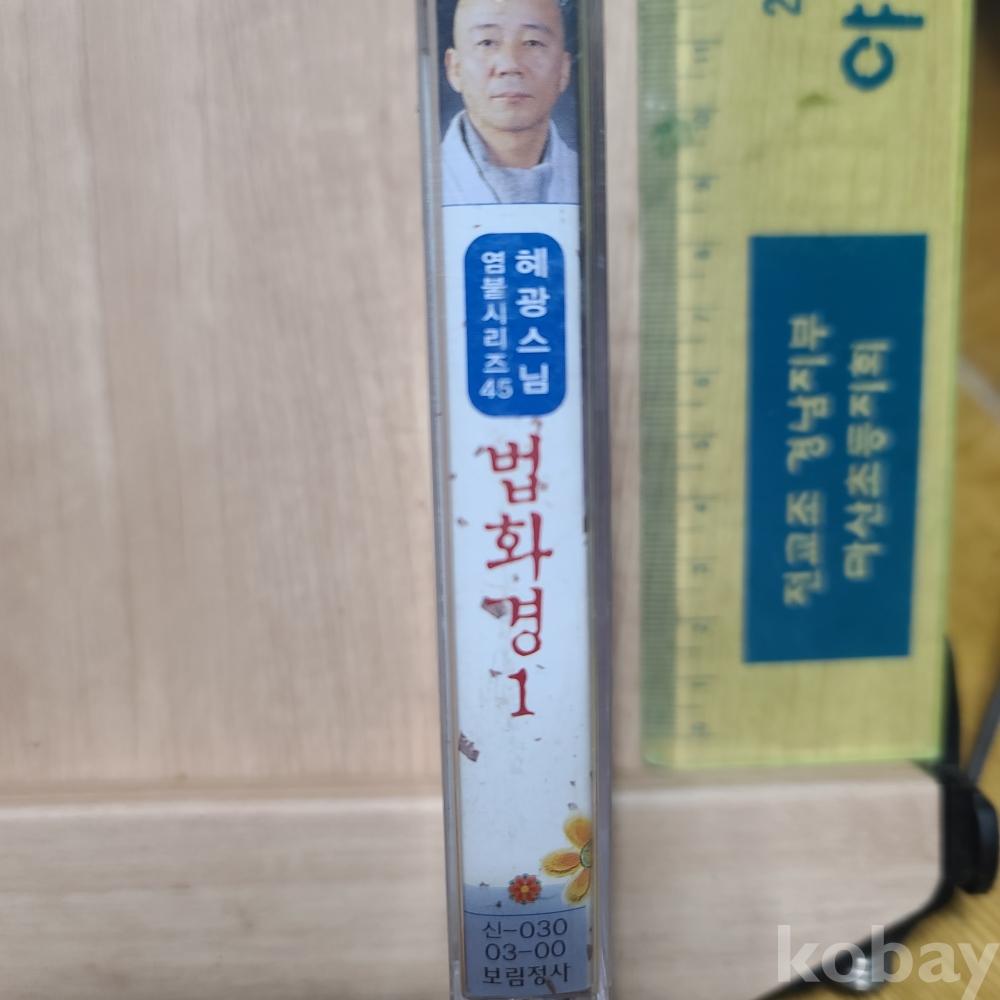 혜광스님
염불시리즈45
법화경1
신-030
03-00
보림정사
전교조 경남지부
마산초등지회
kobay